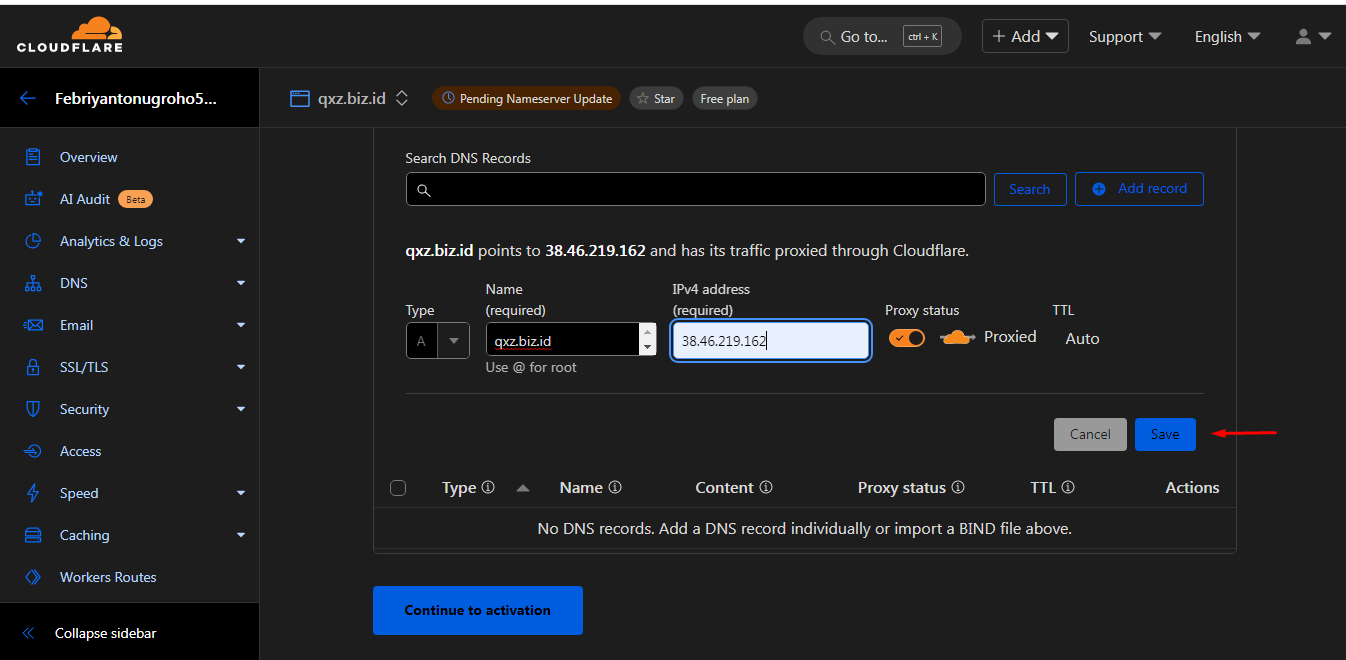 CLOUDFLARE
Go to... ctrl + K
Add
Support
English
Febriyantonugroho5...
qxz.biz.id
Pending Nameserver Update
Star
Free plan
Overview
AI Audit Beta
Analytics & Logs
DNS
Email
SSL/TLS
Security
Access
Speed
Caching
Workers Routes
Collapse sidebar
Search DNS Records
Search
Add record
qxz.biz.id points to 38.46.219.162 and has its traffic proxied through Cloudflare.
Type
Name
(required)
IPv4 address
(required)
Proxy status
TTL
A
qxz.biz.id
38.46.219.162
Proxied
Auto
Use @ for root
Cancel
Save
Type Name Content Proxy status TTL Actions
No DNS records. Add a DNS record individually or import a BIND file above.
Continue to activation